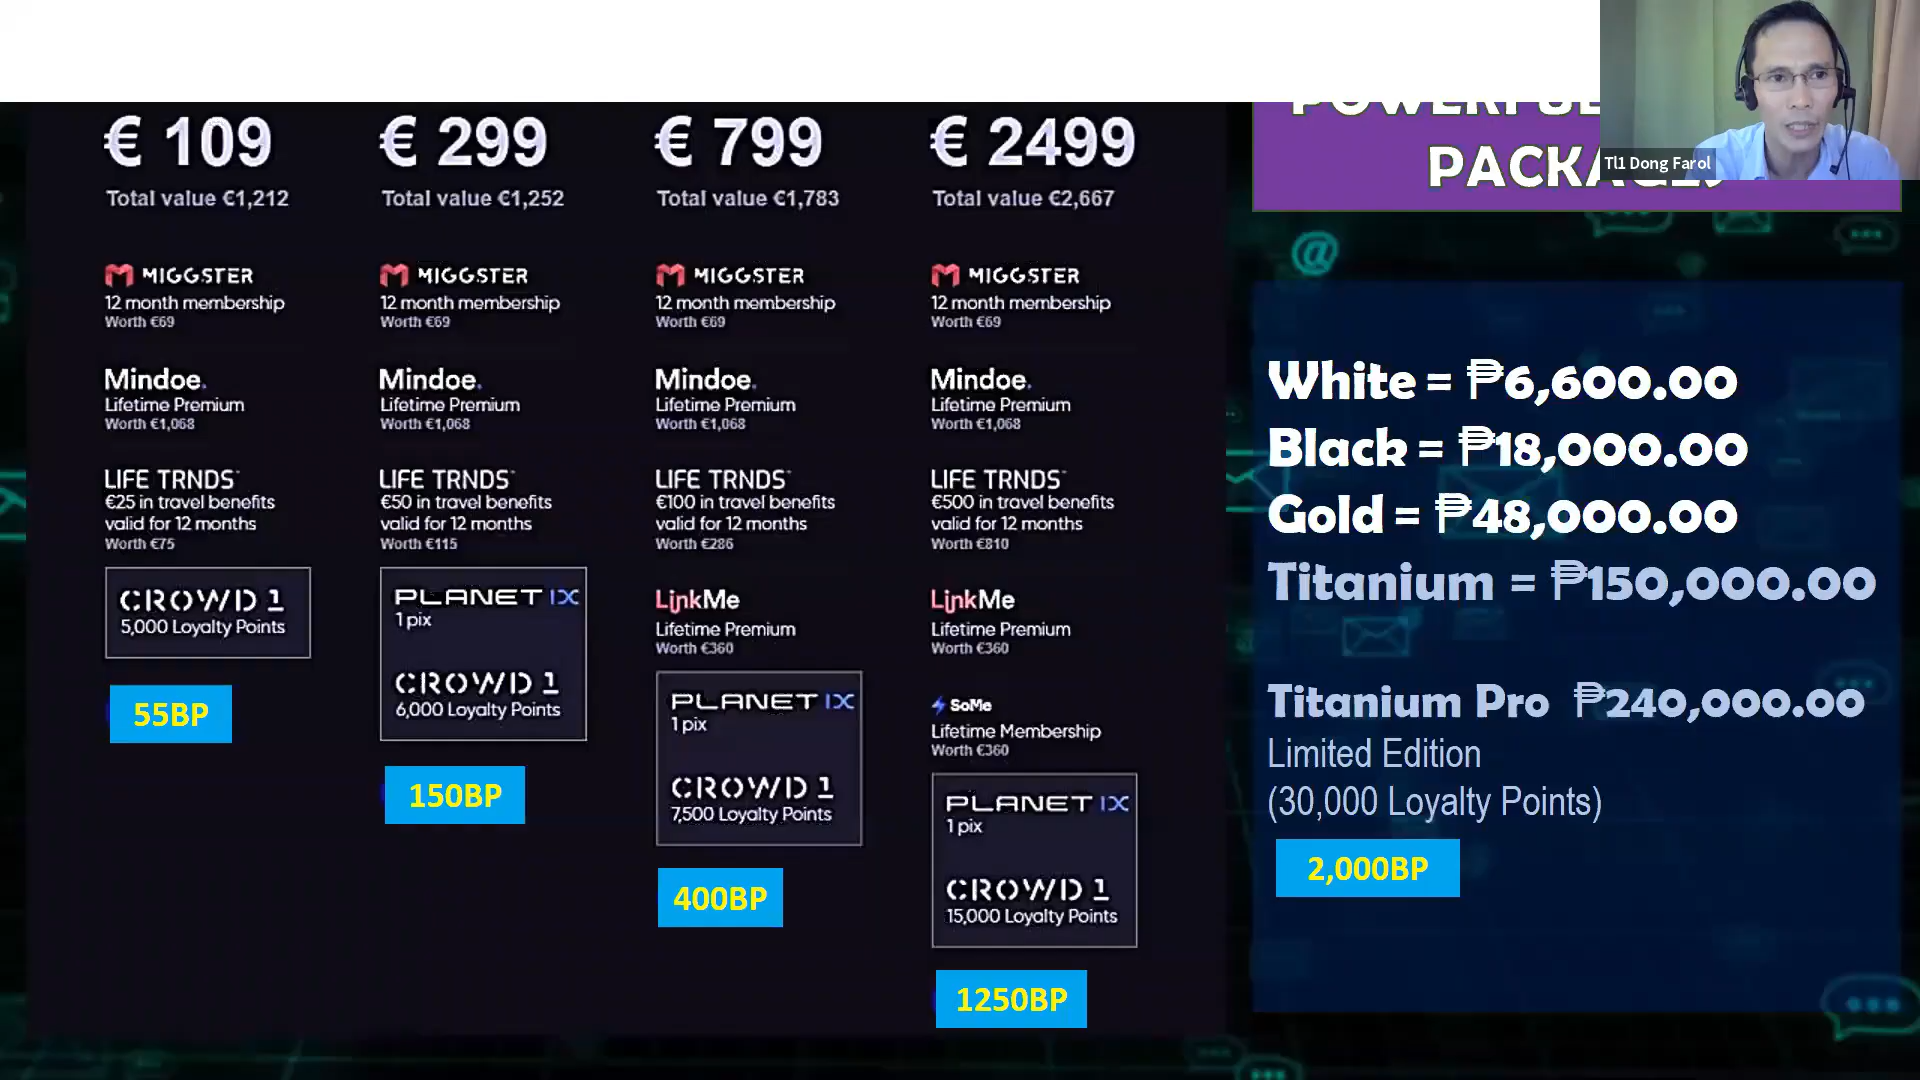 € 109
Total value €1,212
MIGGSTER
12 month membership
Worth €69
Mindoe.
Lifetime Premium
Worth €1,068
LIFE TRNDS
€25 in travel benefits
valid for 12 months
Worth €75
CROWD 1
5,000 Loyalty Points
55BP
€ 299
Total value €1,252
MIGGSTER
12 month membership
Worth €69
Mindoe.
Lifetime Premium
Worth €1,068
LIFE TRNDS
€50 in travel benefits
valid for 12 months
Worth €115
PLANET IX
1 pix
CROWD 1
6,000 Loyalty Points
150BP
€ 799
Total value €1,783
MIGGSTER
12 month membership
Worth €69
Mindoe.
Lifetime Premium
Worth €1,068
LIFE TRNDS
€100 in travel benefits
valid for 12 months
Worth €286
LinkMe
Lifetime Premium
Worth €360
PLANET IX
1 pix
CROWD 1
7,500 Loyalty Points
400BP
€ 2499
Total value €2,667
MIGGSTER
12 month membership
Worth €69
Mindoe.
Lifetime Premium
Worth €1,068
LIFE TRNDS
€500 in travel benefits
valid for 12 months
Worth €810
LinkMe
Lifetime Premium
Worth €360
SoMe
Lifetime Membership
Worth €360
PLANET IX
1 pix
CROWD 1
15,000 Loyalty Points
1250BP
Tl1 Dong Farol
White = ₱6,600.00
Black = ₱18,000.00
Gold = ₱48,000.00
Titanium = ₱150,000.00
Titanium Pro ₱240,000.00
Limited Edition
(30,000 Loyalty Points)
2,000BP